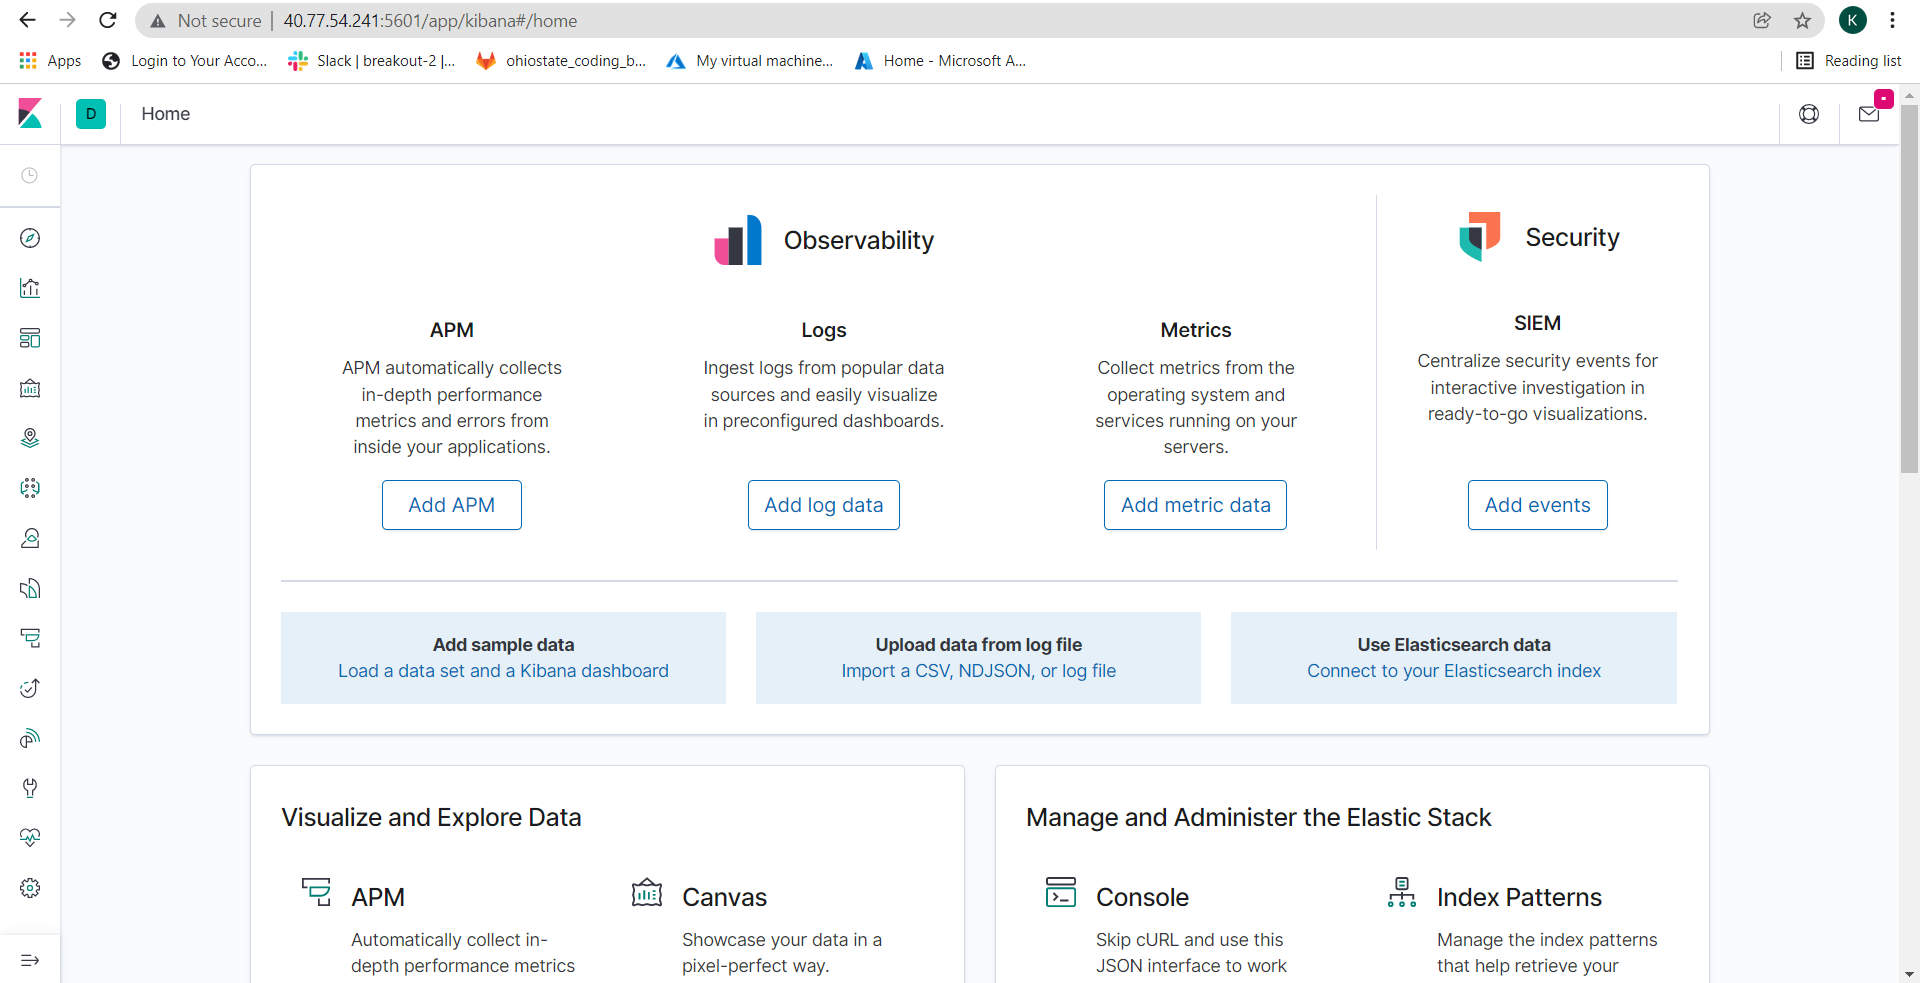 Not secure | 40.77.54.241:5601/app/kibana#/home
K
Apps
Login to Your Acco...
Slack | breakout-2 |...
ohiostate_coding_b...
My virtual machine...
Home - Microsoft A...
Reading list
D
Home
Observability
Security
APM
APM automatically collects
in-depth performance
metrics and errors from
inside your applications.
Add APM
Logs
Ingest logs from popular data
sources and easily visualize
in preconfigured dashboards.
Add log data
Metrics
Collect metrics from the
operating system and
services running on your
servers.
Add metric data
SIEM
Centralize security events for
interactive investigation in
ready-to-go visualizations.
Add events
Add sample data
Load a data set and a Kibana dashboard
Upload data from log file
Import a CSV, NDJSON, or log file
Use Elasticsearch data
Connect to your Elasticsearch index
Visualize and Explore Data
APM
Automatically collect in-
depth performance metrics
Canvas
Showcase your data in a
pixel-perfect way.
Manage and Administer the Elastic Stack
Console
Skip cURL and use this
JSON interface to work
Index Patterns
Manage the index patterns
that help retrieve your